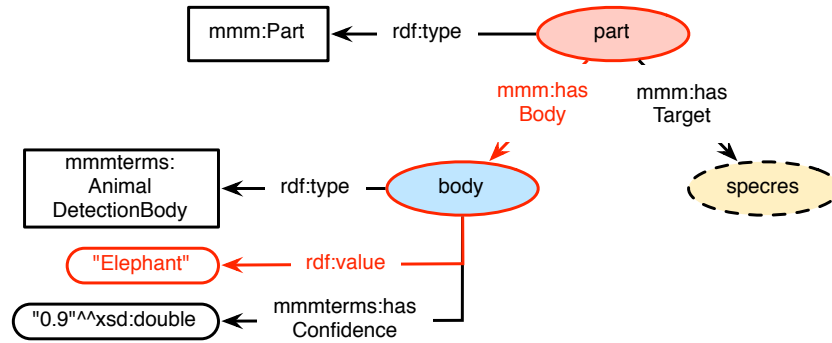 mmm:Part
rdf:type
part
mmm:has
Body
mmm:has
Target
mmmterms:
Animal
DetectionBody
rdf:type
body
specres
"Elephant"
rdf:value
"0.9"^^xsd:double
mmmterms:has
Confidence